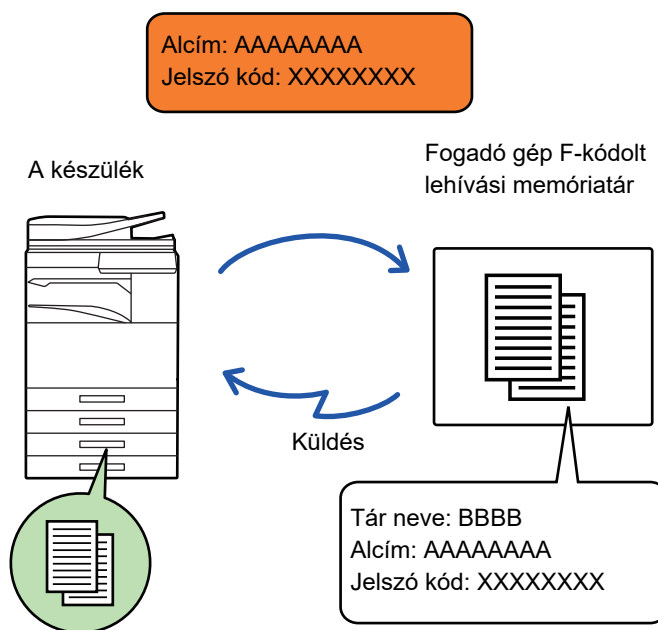 Alcím: AAAAAAAA
Jelszó kód: XXXXXXXX
A készülék
Fogadó gép F-kódolt
lehívási memóriatár
Küldés
Tár neve: BBBB
Alcím: AAAAAAAA
Jelszó kód: XXXXXXXX